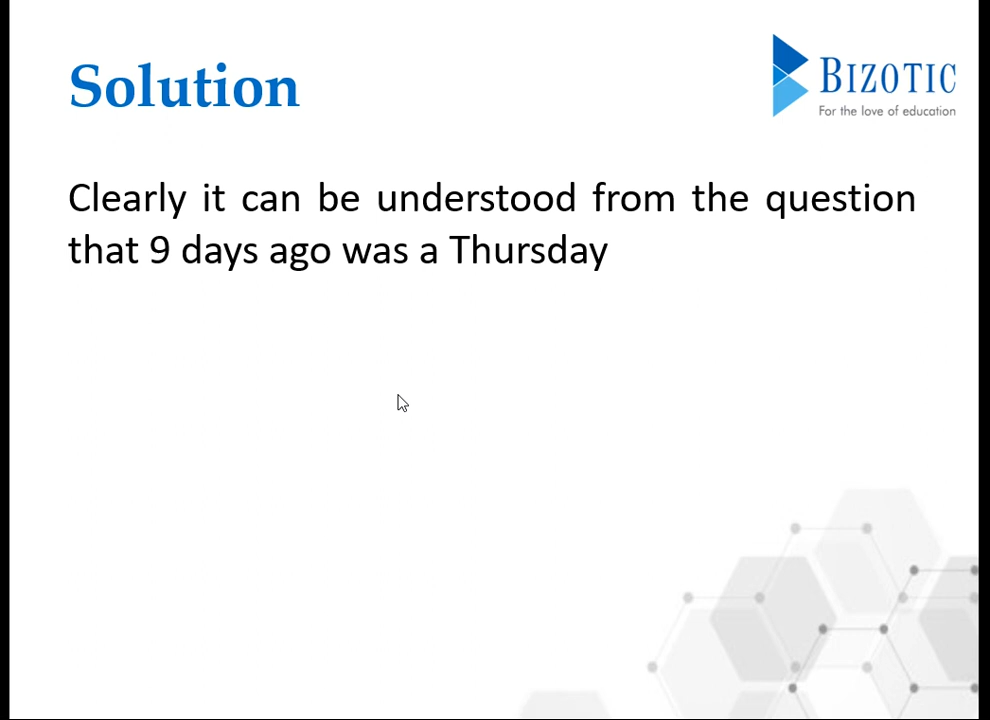 Solution
BIZOTIC
For the love of education
Clearly it can be understood from the question
that 9 days ago was a Thursday